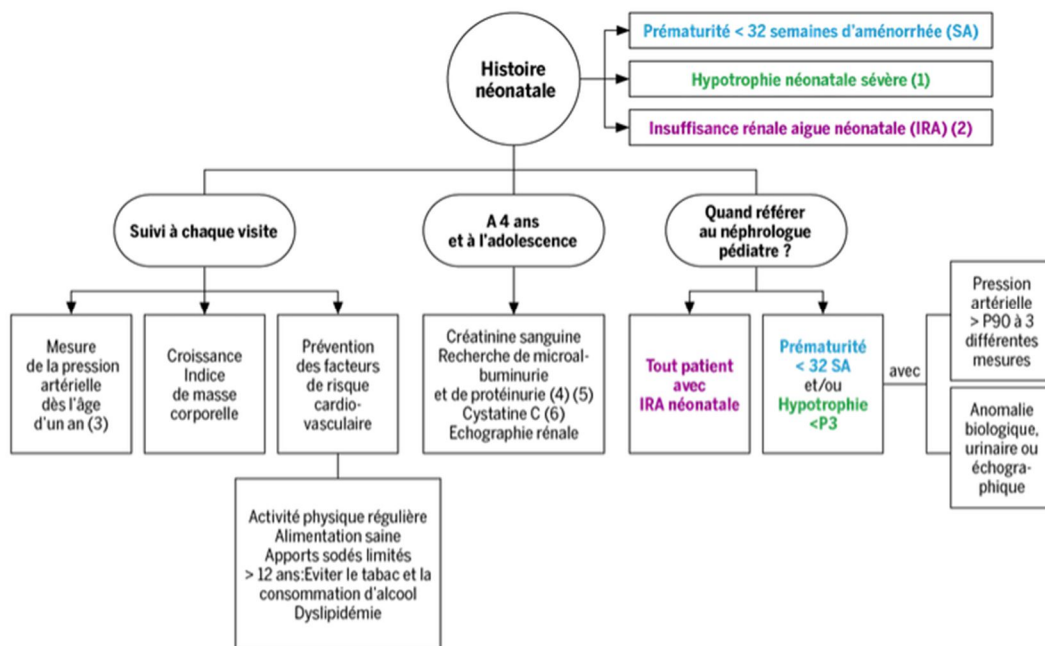 Histoire
néonatale
Prématurité < 32 semaines d'aménorrhée (SA)
Hypotrophie néonatale sévère (1)
Insuffisance rénale aigue néonatale (IRA) (2)
Suivi à chaque visite
A 4 ans
et à l'adolescence
Quand référer
au néphrologue
pédiatre ?
Mesure
de la pression
artérielle
dès l'âge
d'un an (3)
Croissance
Indice
de masse
corporelle
Prévention
des facteurs
de risque
cardio-
vasculaire
Créatinine sanguine
Recherche de microal-
buminurie
et de protéinurie (4) (5)
Cystatine C (6)
Echographie rénale
Tout patient
avec
IRA néonatale
Prématurité
< 32 SA
et/ou
Hypotrophie
<P3
avec
Pression
artérielle
> P90 à 3
différentes
mesures
Anomalie
biologique,
urinaire ou
échogra-
phique
Activité physique régulière
Alimentation saine
Apports sodés limités
> 12 ans:Eviter le tabac et la
consommation d'alcool
Dyslipidémie